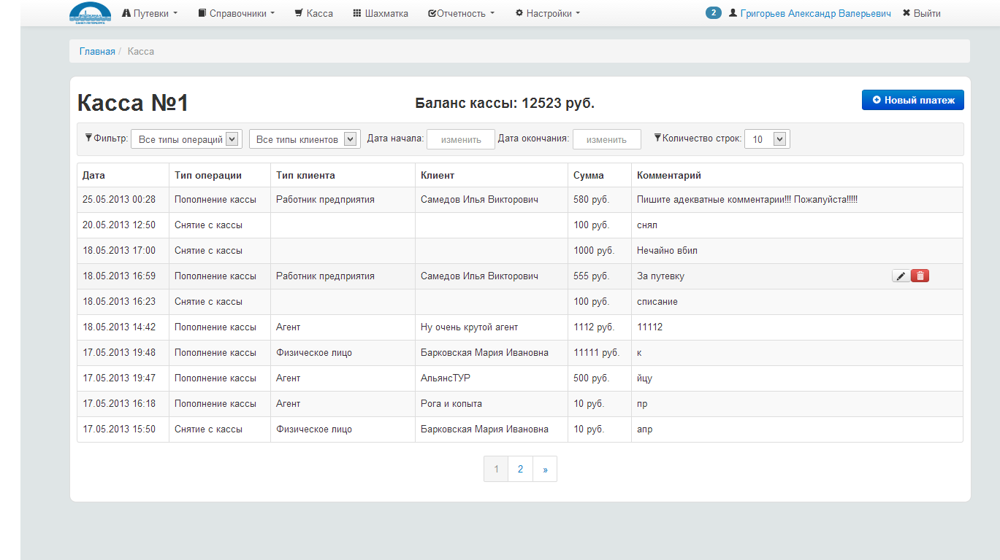 ВОДОКАНАЛ
САНКТ-ПЕТЕРБУРГА
Путевки Справочники Касса Шахматка Отчетность Настройки 2 Григорьев Александр Валерьевич Выйти
Главная / Касса
Касса №1 Баланс кассы: 12523 руб. Новый платеж
Фильтр: Все типы операций Все типы клиентов Дата начала: изменить Дата окончания: изменить Количество строк: 10
Дата Тип операции Тип клиента Клиент Сумма Комментарий
25.05.2013 00:28 Пополнение кассы Работник предприятия Самедов Илья Викторович 580 руб. Пишите адекватные комментарии!!! Пожалуйста!!!!!
20.05.2013 12:50 Снятие с кассы 100 руб. снял
18.05.2013 17:00 Снятие с кассы 1000 руб. Нечайно вбил
18.05.2013 16:59 Пополнение кассы Работник предприятия Самедов Илья Викторович 555 руб. За путевку
18.05.2013 16:23 Снятие с кассы 100 руб. списание
18.05.2013 14:42 Пополнение кассы Агент Ну очень крутой агент 1112 руб. 11112
17.05.2013 19:48 Пополнение кассы Физическое лицо Барковская Мария Ивановна 11111 руб. к
17.05.2013 19:47 Пополнение кассы Агент АльянсТУР 500 руб. йцу
17.05.2013 16:18 Пополнение кассы Агент Рога и копыта 10 руб. пр
17.05.2013 15:50 Снятие с кассы Физическое лицо Барковская Мария Ивановна 10 руб. апр
1 2 »